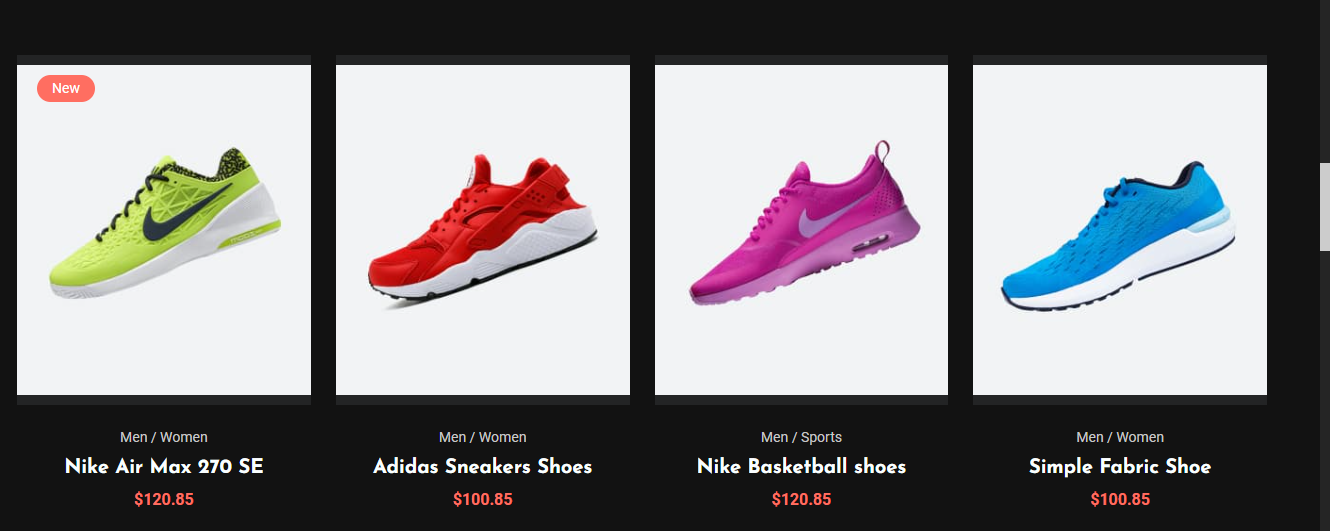 New
Men / Women
Nike Air Max 270 SE
$120.85
Men / Women
Adidas Sneakers Shoes
$100.85
Men / Sports
Nike Basketball shoes
$120.85
Men / Women
Simple Fabric Shoe
$100.85